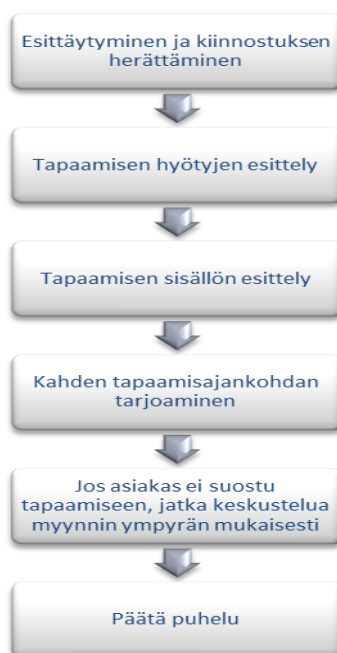 Esittäytyminen ja kiinnostuksen
herättäminen
Tapaamisen hyötyjen esittely
Tapaamisen sisällön esittely
Kahden tapaamisajankohdan
tarjoaminen
Jos asiakas ei suostu
tapaamiseen, jatka keskustelua
myynnin ympyrän mukaisesti
Päätä puhelu